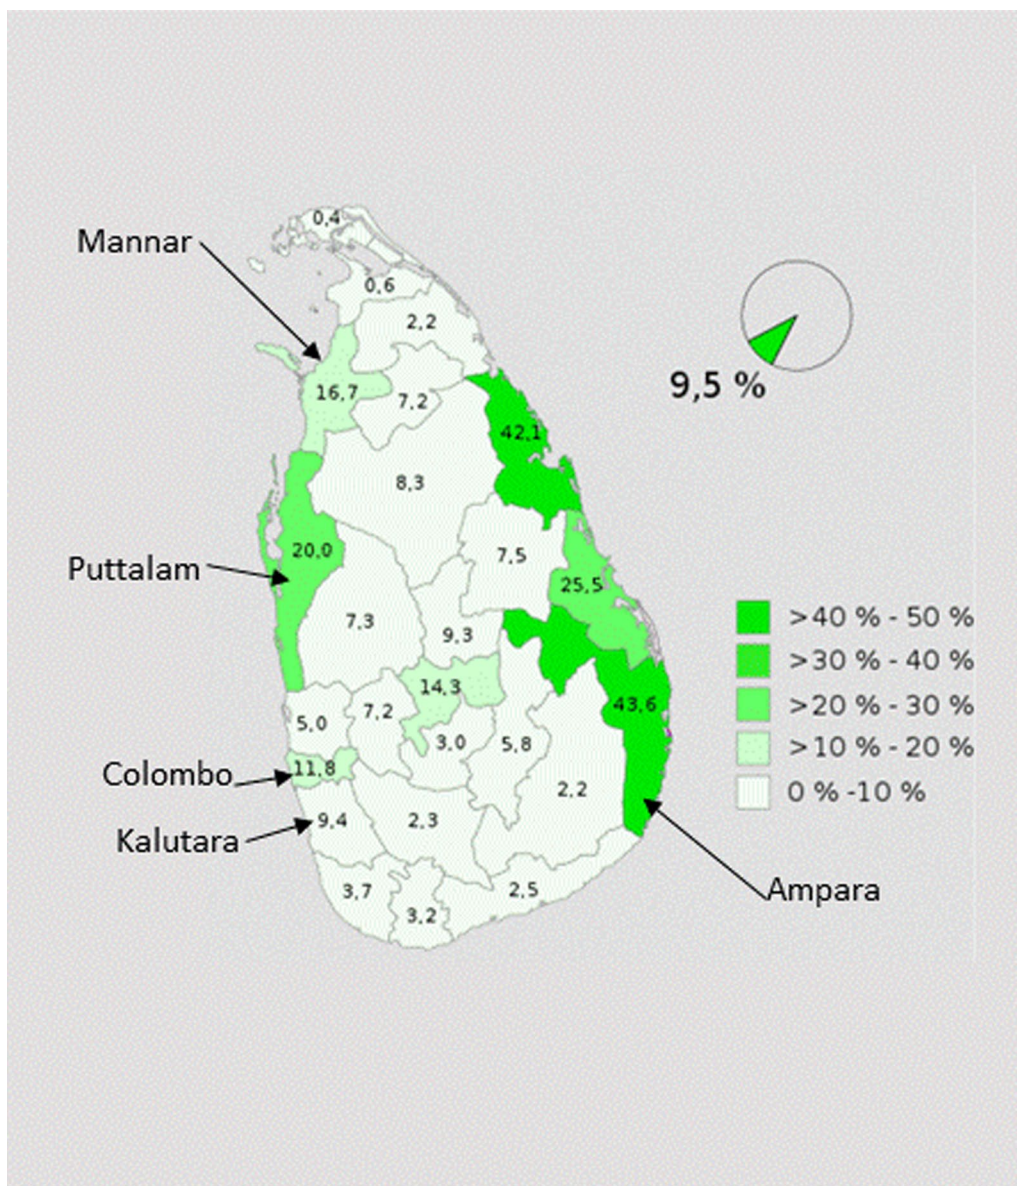 0,4
Mannar
0,6
2,2
16,7
7,2
9,5 %
42,1
8,3
20,0
7,5
Puttalam
25,5
7,3
9,3
>40 % - 50 %
>30 % - 40 %
14,3
43,6
>20 % - 30 %
7,2
5,0
3,0
5,8
>10 % - 20 %
Colombo
11,8
2,2
0 % -10 %
Kalutara
9,4
2,3
3,7
3,2
2,5
Ampara